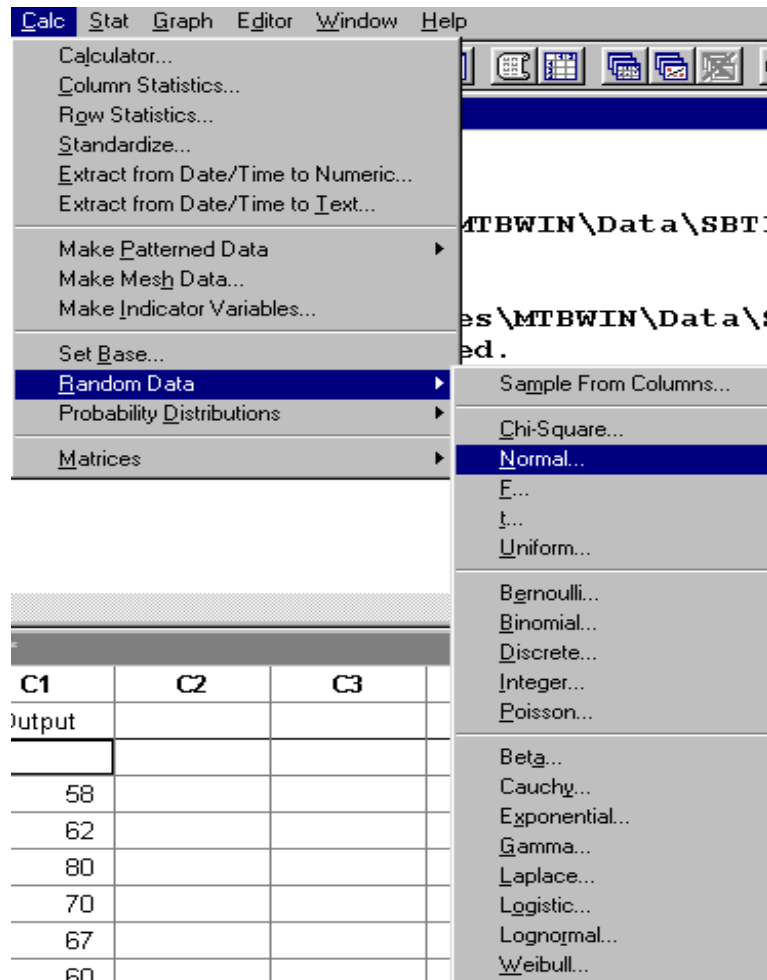 Calc Stat Graph Editor Window Help
Calculator...
Column Statistics...
Row Statistics...
Standardize...
Extract from Date/Time to Numeric...
Extract from Date/Time to Text...
Make Patterned Data
Make Mesh Data...
Make Indicator Variables...
Set Base...
Random Data
Probability Distributions
Matrices
MTBWIN\Data\SBT
es\MTBWIN\Data\
ed.
Sample From Columns...
Chi-Square...
Normal...
F...
t...
Uniform...
Bernoulli...
Binomial...
Discrete...
Integer...
Poisson...
Beta...
Cauchy...
Exponential...
Gamma...
Laplace...
Logistic...
Lognormal...
Weibull...
C1 C2 C3
Output
58
62
80
70
67
60